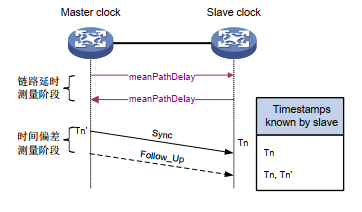 Master clock
Slave clock
链路延时
测量阶段
meanPathDelay
meanPathDelay
时间偏差
测量阶段
Tn'
Sync
Tn
Follow_Up
Timestamps
known by slave
Tn
Tn, Tn'